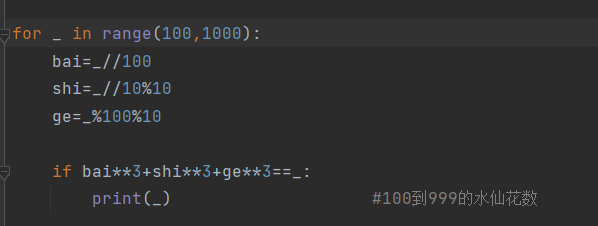 for _ in range(100,1000):
    bai=_//100
    shi=_//10%10
    ge=_%100%10
    if bai**3+shi**3+ge**3==_:
        print(_)                    #100到999的水仙花数